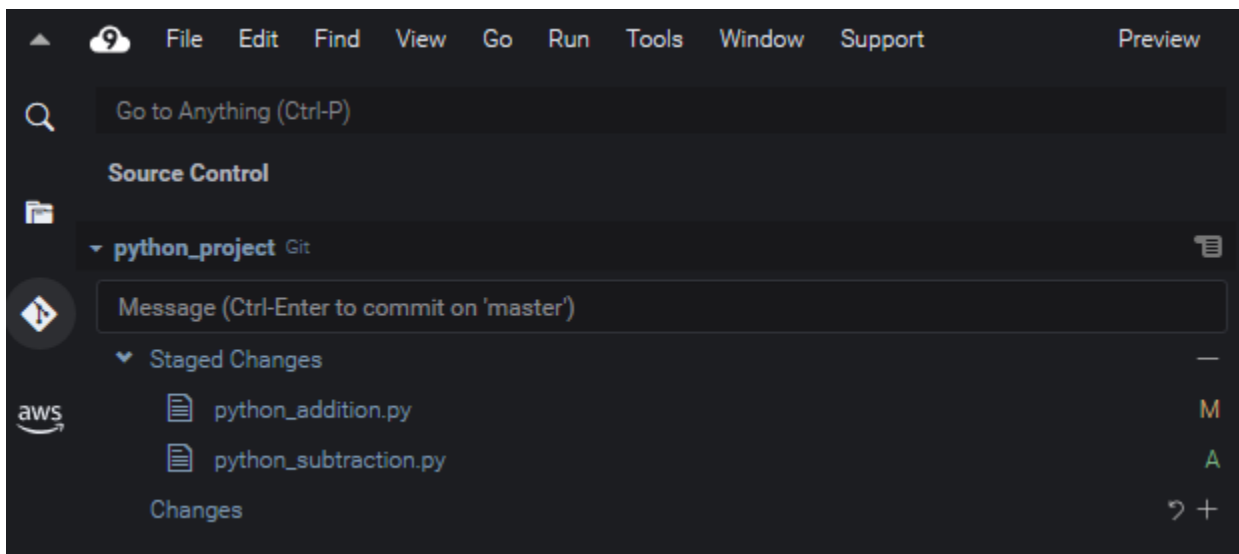 9 File Edit Find View Go Run Tools Window Support Preview
Go to Anything (Ctrl-P)
Source Control
python_project Git
Message (Ctrl-Enter to commit on 'master')
Staged Changes
aws
python_addition.py M
python_subtraction.py A
Changes